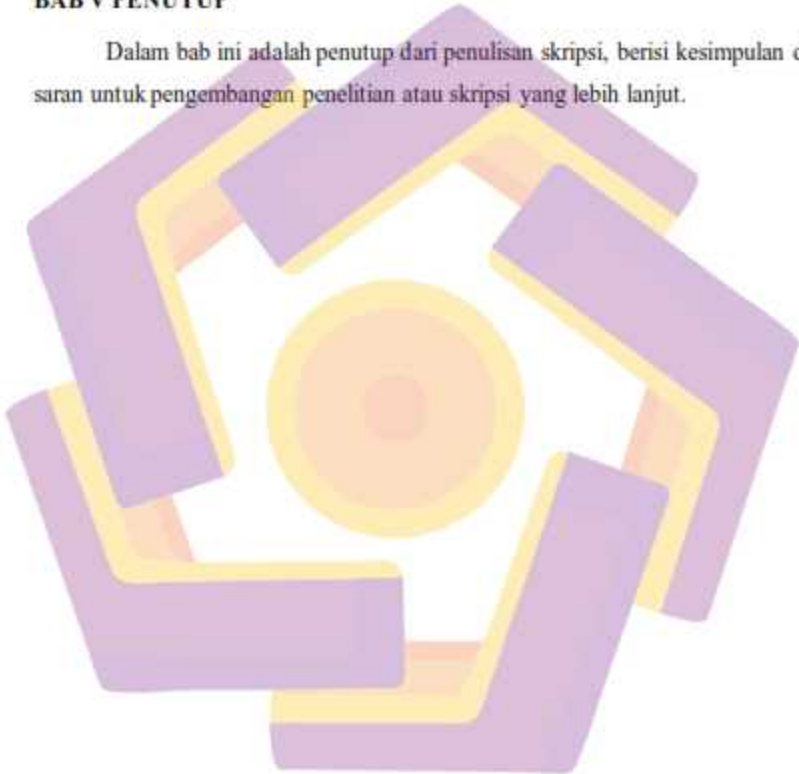 BAB V PENUTUP
Dalam bab ini adalah penutup dari penulisan skripsi, berisi kesimpulan
saran untuk pengembangan penelitian atau skripsi yang lebih lanjut.